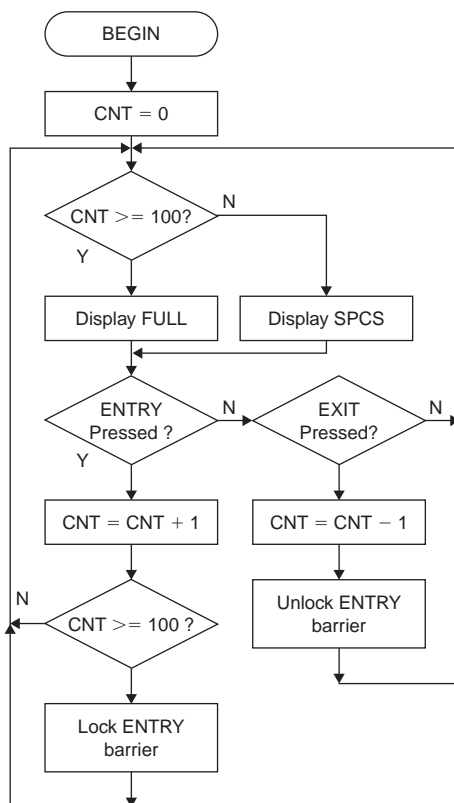 BEGIN
CNT = 0
CNT >= 100?
N
Y
Display FULL
Display SPCS
ENTRY
Pressed ?
N
EXIT
Pressed?
N
Y
CNT = CNT + 1
CNT = CNT − 1
N
CNT >= 100 ?
Unlock ENTRY
barrier
Lock ENTRY
barrier